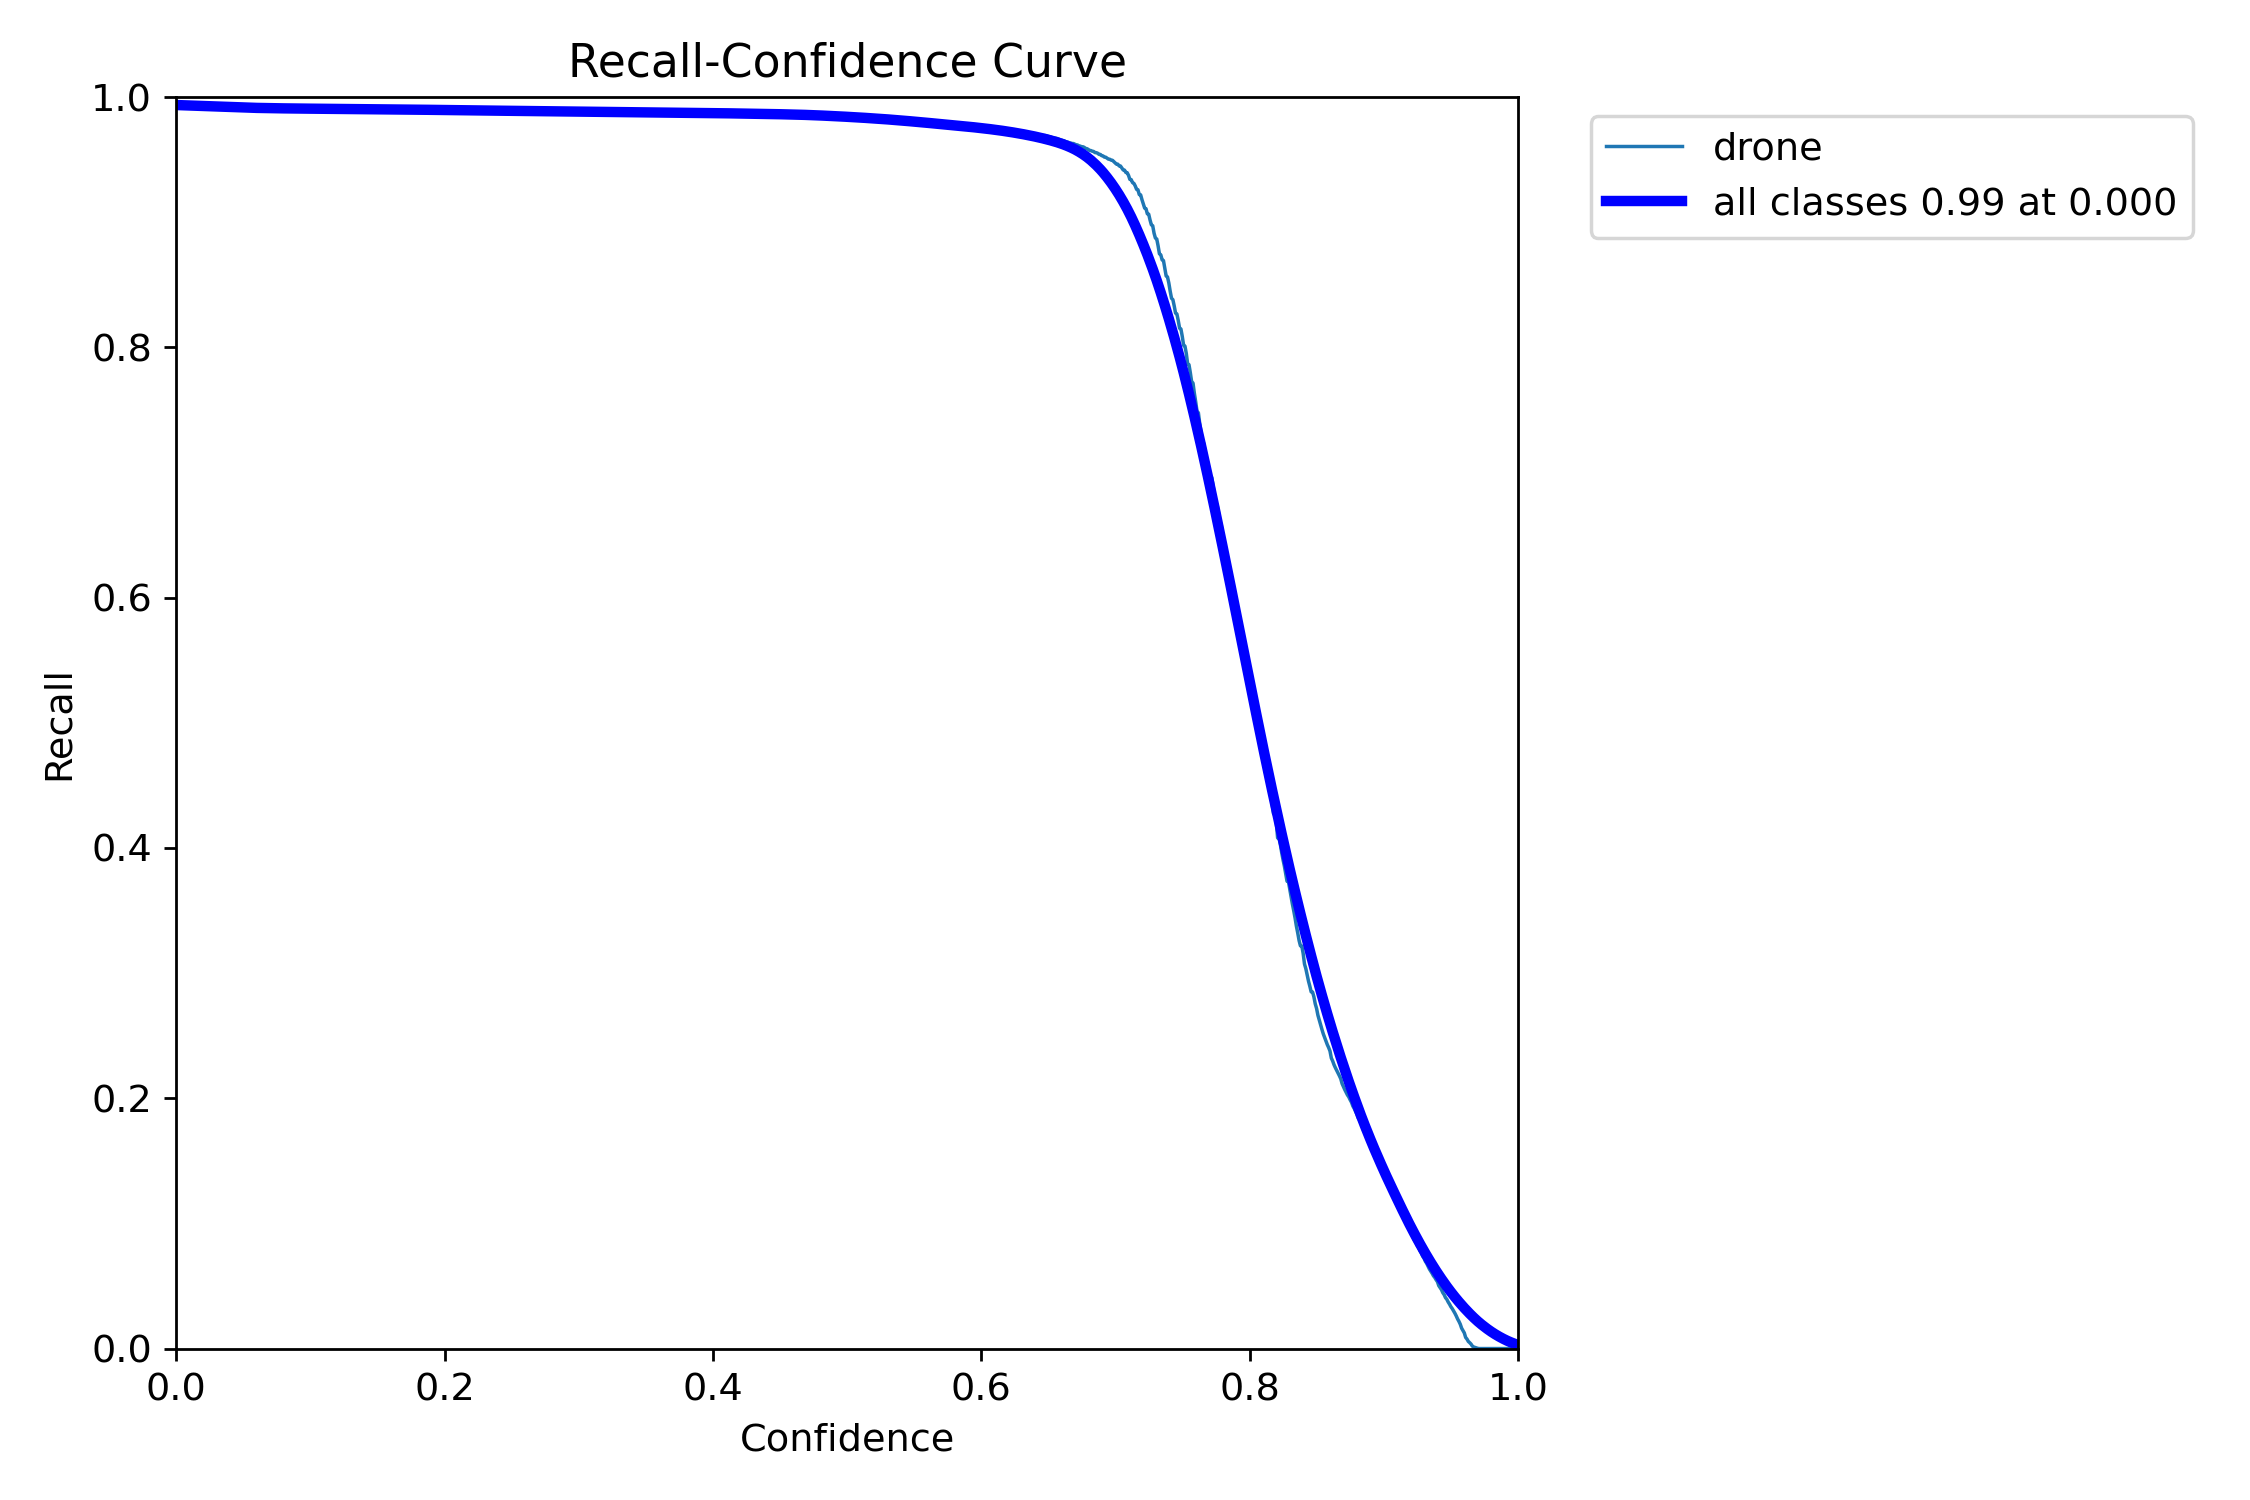 Recall-Confidence Curve
1.0
0.8
0.6
0.4
0.2
0.0
Recall
0.0 0.2 0.4 0.6 0.8 1.0
Confidence
drone
all classes 0.99 at 0.000